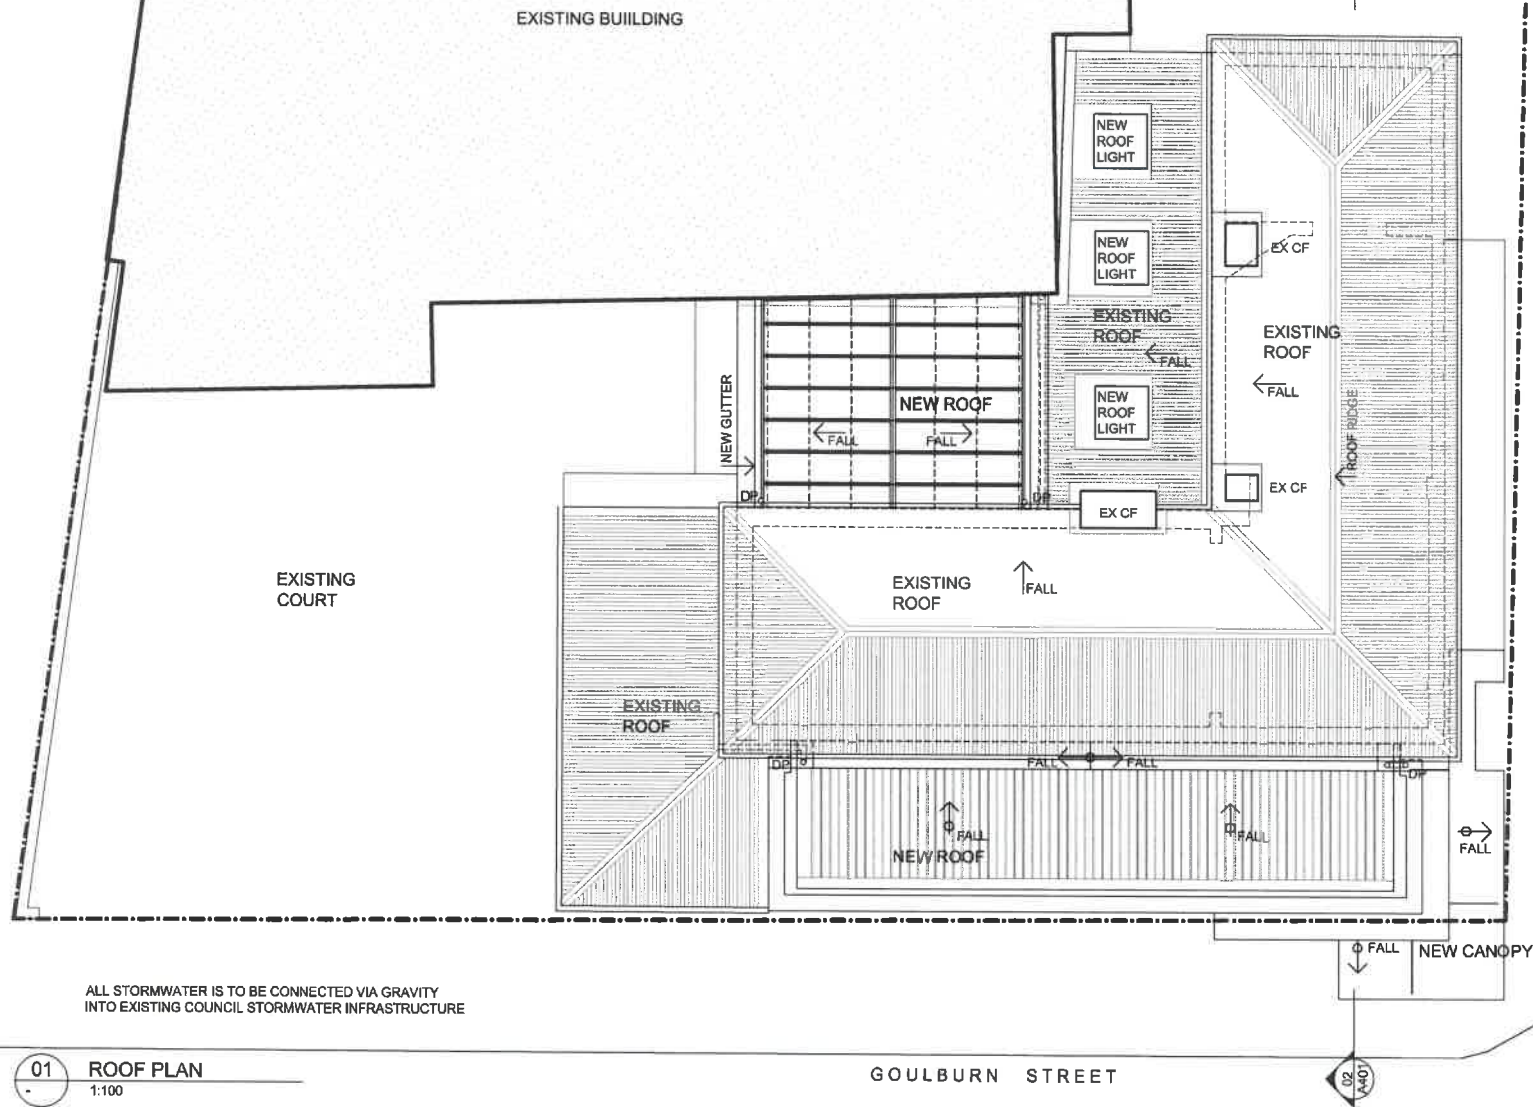 EXISTING BUIILDING
NEW
ROOF
LIGHT
NEW
ROOF
LIGHT
EX CF
EXISTING
ROOF
FALL
EXISTING
ROOF
FALL
NEW
ROOF
LIGHT
NEW GUTTER
NEW ROOF
FALL
FALL
ROOF RIDGE
DP
DP
EX CF
EX CF
EXISTING
COURT
EXISTING
ROOF
FALL
EXISTING
ROOF
DP
FALL
FALL
DP
FALL
NEW ROOF
FALL
FALL
FALL
NEW CANOPY
ALL STORMWATER IS TO BE CONNECTED VIA GRAVITY
INTO EXISTING COUNCIL STORMWATER INFRASTRUCTURE
01
-
ROOF PLAN
1:100
GOULBURN STREET
02
A401